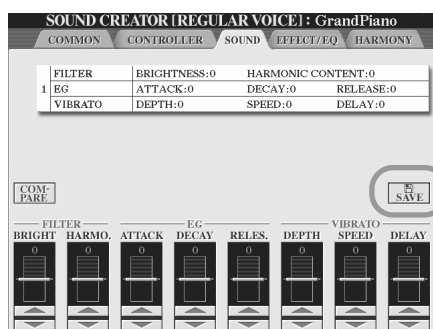 SOUND CREATOR [REGULAR VOICE] : GrandPiano
COMMON CONTROLLER SOUND EFFECT/EQ HARMONY
FILTER BRIGHTNESS:0 HARMONIC CONTENT:0
1 EG ATTACK:0 DECAY:0 RELEASE:0
VIBRATO DEPTH:0 SPEED:0 DELAY:0
COM-
PARE
SAVE
FILTER EG VIBRATO
BRIGHT HARMO. ATTACK DECAY RELES. DEPTH SPEED DELAY
0 0 0 0 0 0 0 0